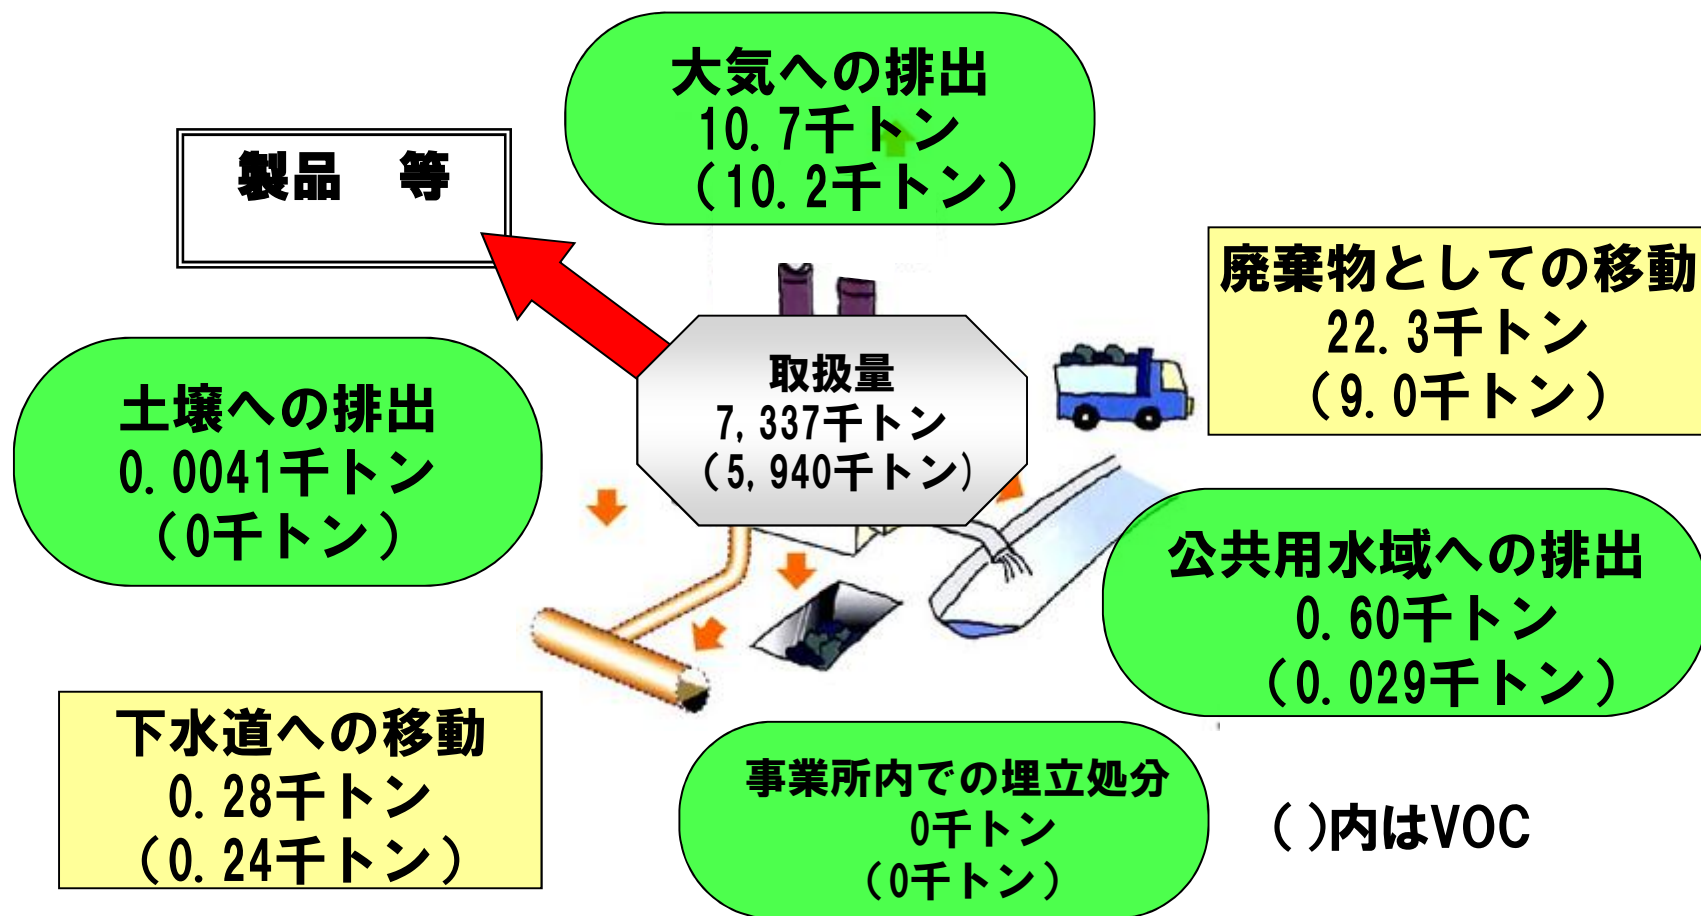 大気への排出
10.7千トン
(10.2千トン)
製品　等
廃棄物としての移動
22.3千トン
(9.0千トン)
取扱量
7,337千トン
(5,940千トン)
土壌への排出
0.0041千トン
(0千トン)
公共用水域への排出
0.60千トン
(0.029千トン)
下水道への移動
0.28千トン
(0.24千トン)
事業所内での埋立処分
0千トン
(0千トン)
( )内はVOC